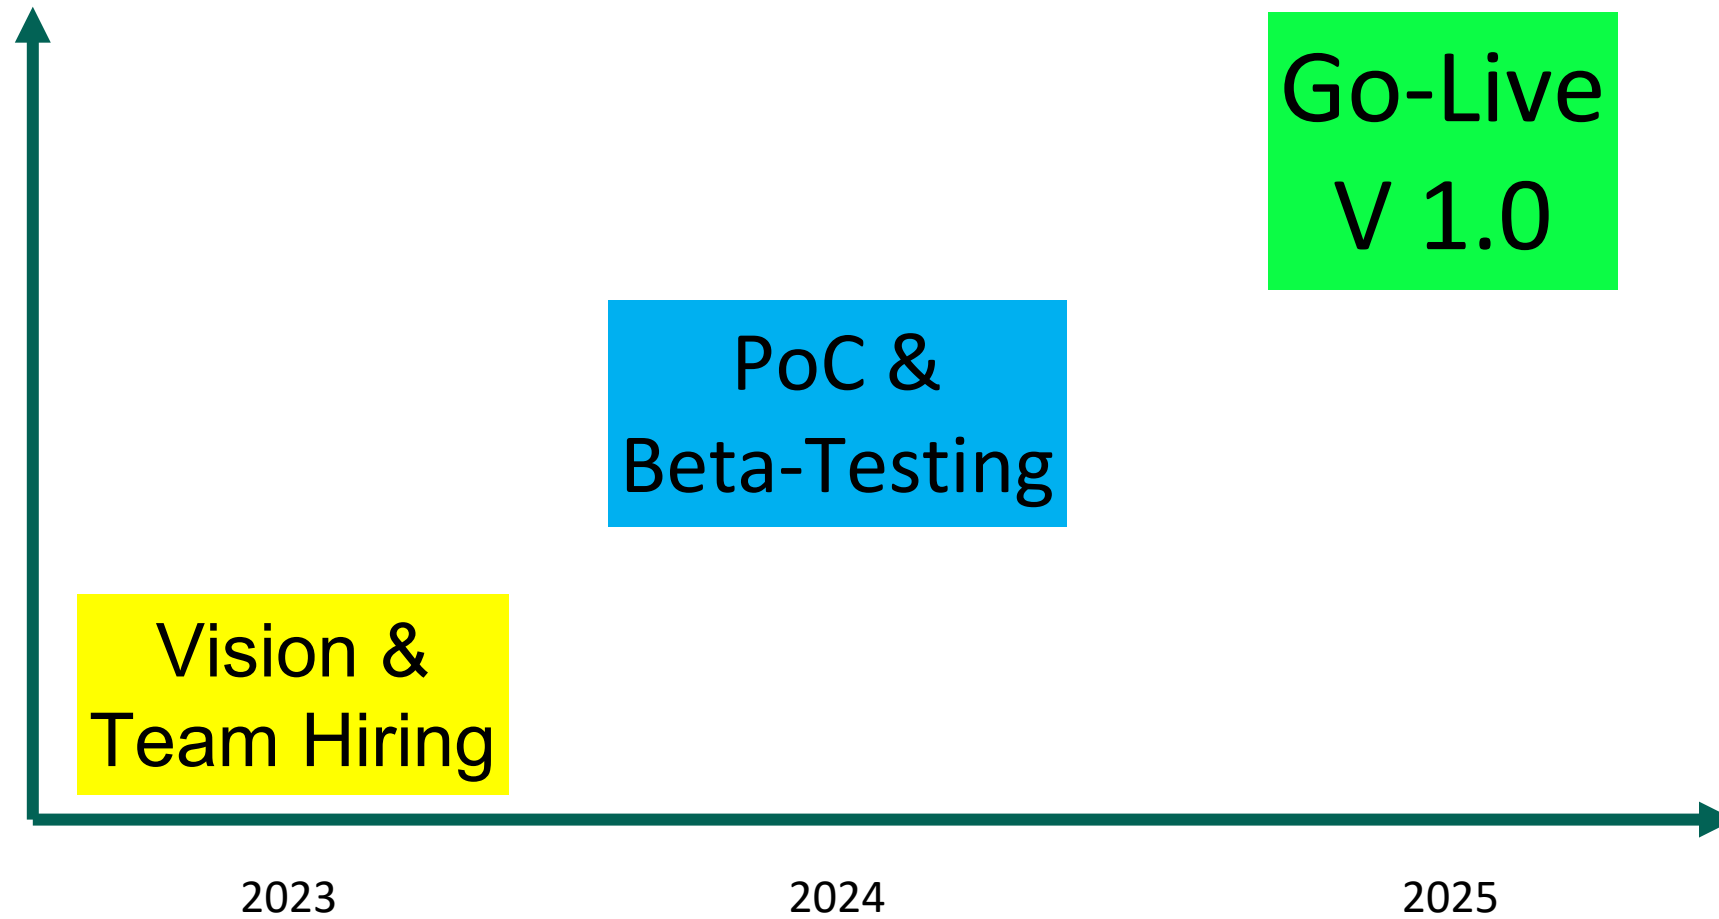 Go-Live
V 1.0
PoC &
Beta-Testing
Vision &
Team Hiring
2023
2024
2025